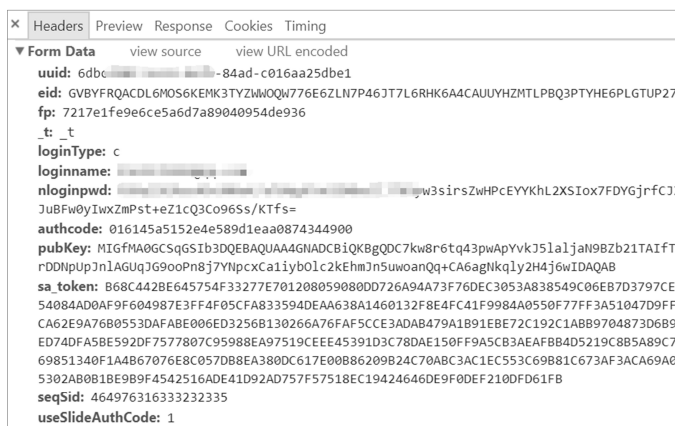 × Headers Preview Response Cookies Timing
▼ Form Data view source view URL encoded
uuid: 6dbc -84ad-c016aa25dbe1
eid: GVBYFRQACDL6MOS6KEMK3TYZWWOQW776E6ZLN7P46JT7L6RHK6A4CAUUYHZMTLPBQ3PTYHE6PLGTUP27
fp: 7217e1fe9e6ce5a6d7a89040954de936
_t: _t
loginType: c
loginname:
nloginpwd: w3sirsZwHPcEYYKhL2XSIox7FDYGjrfCJ
JuBFw0yIwxZmPst+eZ1cQ3Co96Ss/KTfs=
authcode: 016145a5152e4e589d1eaa0874344900
pubKey: MIGfMA0GCSqGSIb3DQEBAQUAA4GNADCBiQKBgQDC7kw8r6tq43pwApYvkJ5laljaN9BZb21TAIfT
rDDNpUpJnlAGUqJG9ooPn8j7YNpcxCa1iybOlc2kEhmJn5uwoanQq+CA6agNkqly2H4j6wIDAQAB
sa_token: B68C442BE645754F33277E701208059080DD726A94A73F76DEC3053A838549C06EB7D3797CE
54084AD0AF9F604987E3FF4F05CFA833594DEAA638A1460132F8E4FC41F9984A0550F77FF3A51047D9FF
CA62E9A76B0553DAFABE006ED3256B130266A76FAF5CCE3ADAB479A1B91EBE72C192C1ABB9704873D6B9
ED74DFA5BE592DF7577807C95988EA97519CEEE45391D3C78DAE150FF9A5CB3AEAFBB4D5219C8B5A89C7
69851340F1A4B67076E8C057DB8EA380DC617E00B86209B24C70ABC3AC1EC553C69B81C673AF3ACA69A0
5302AB0B1BE9B9F4542516ADE41D92AD757F57518EC19424646DE9F0DEF210DFD61FB
seqSid: 464976316333232335
useSlideAuthCode: 1